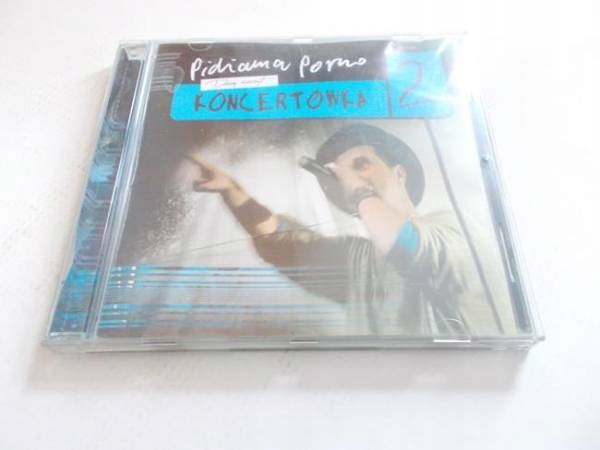 Pidżama Porno
KONCERTÓWKA 2